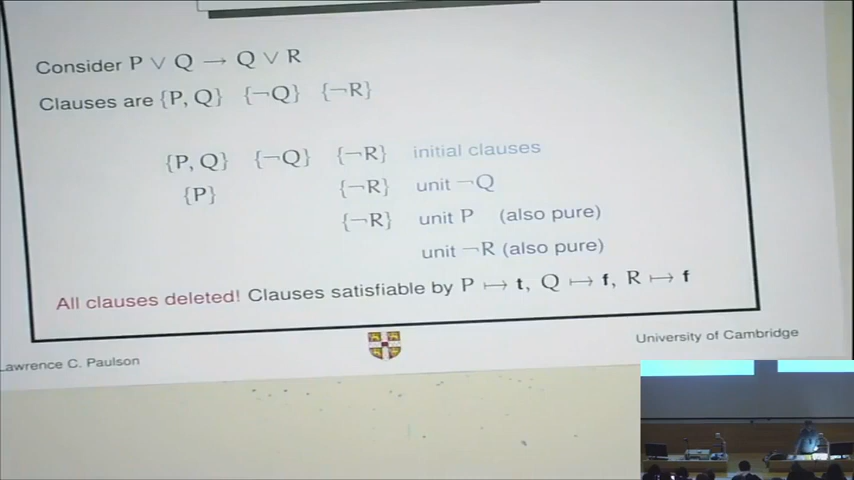 Consider P ∨ Q → Q ∨ R
Clauses are {P, Q} {¬Q} {¬R}
{P, Q} {¬Q} {¬R} initial clauses
{P} {¬R} unit ¬Q
{¬R} unit P (also pure)
unit ¬R (also pure)
All clauses deleted! Clauses satisfiable by P ↦ t, Q ↦ f, R ↦ f
awrence C. Paulson
University of Cambridge